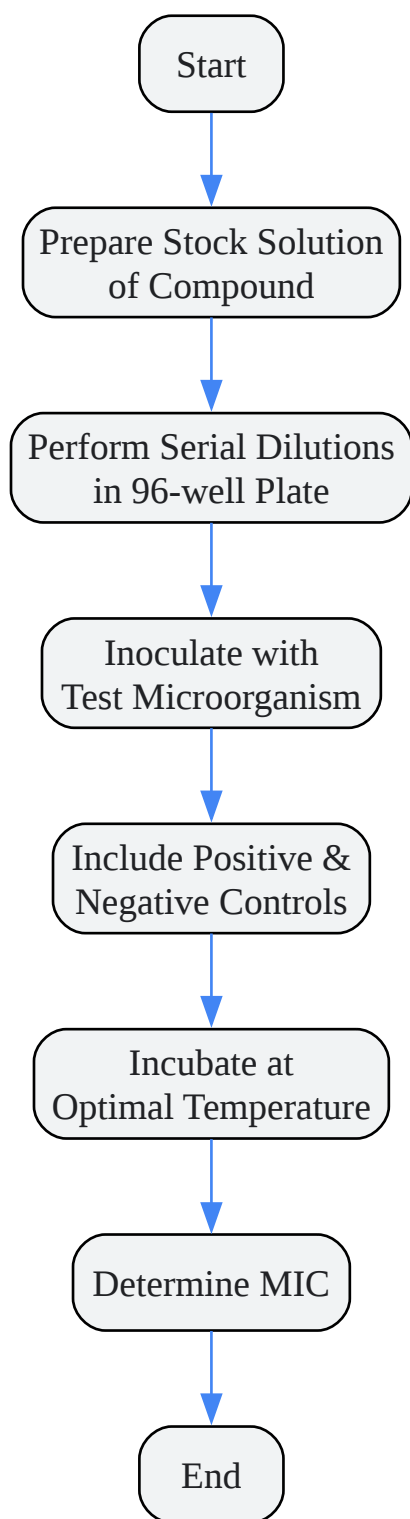 Start
Prepare Stock Solution
of Compound
Perform Serial Dilutions
in 96-well Plate
Inoculate with
Test Microorganism
Include Positive &
Negative Controls
Incubate at
Optimal Temperature
Determine MIC
End